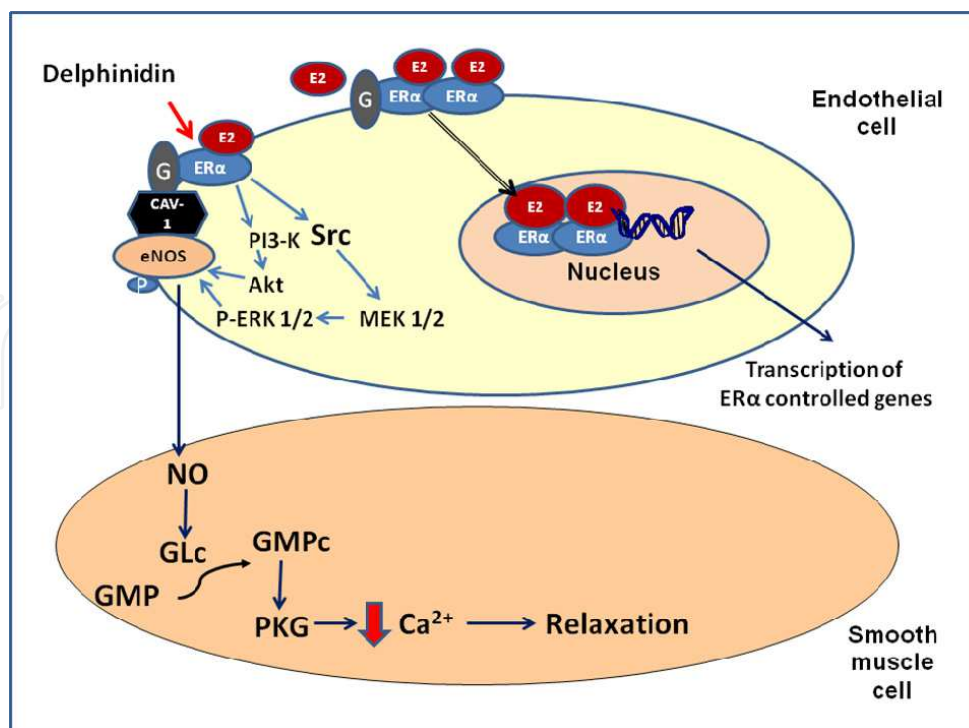 Delphinidin
E2
G
ERα
CAV-
1
eNOS
P
PI3-K
Src
Akt
P-ERK 1/2
MEK 1/2
E2
E2
E2
G
ERα
ERα
Endothelial
cell
E2
E2
ERα
ERα
Nucleus
Transcription of
ERα controlled genes
NO
GLc
GMP
GMPc
PKG
Ca²⁺
Relaxation
Smooth
muscle
cell